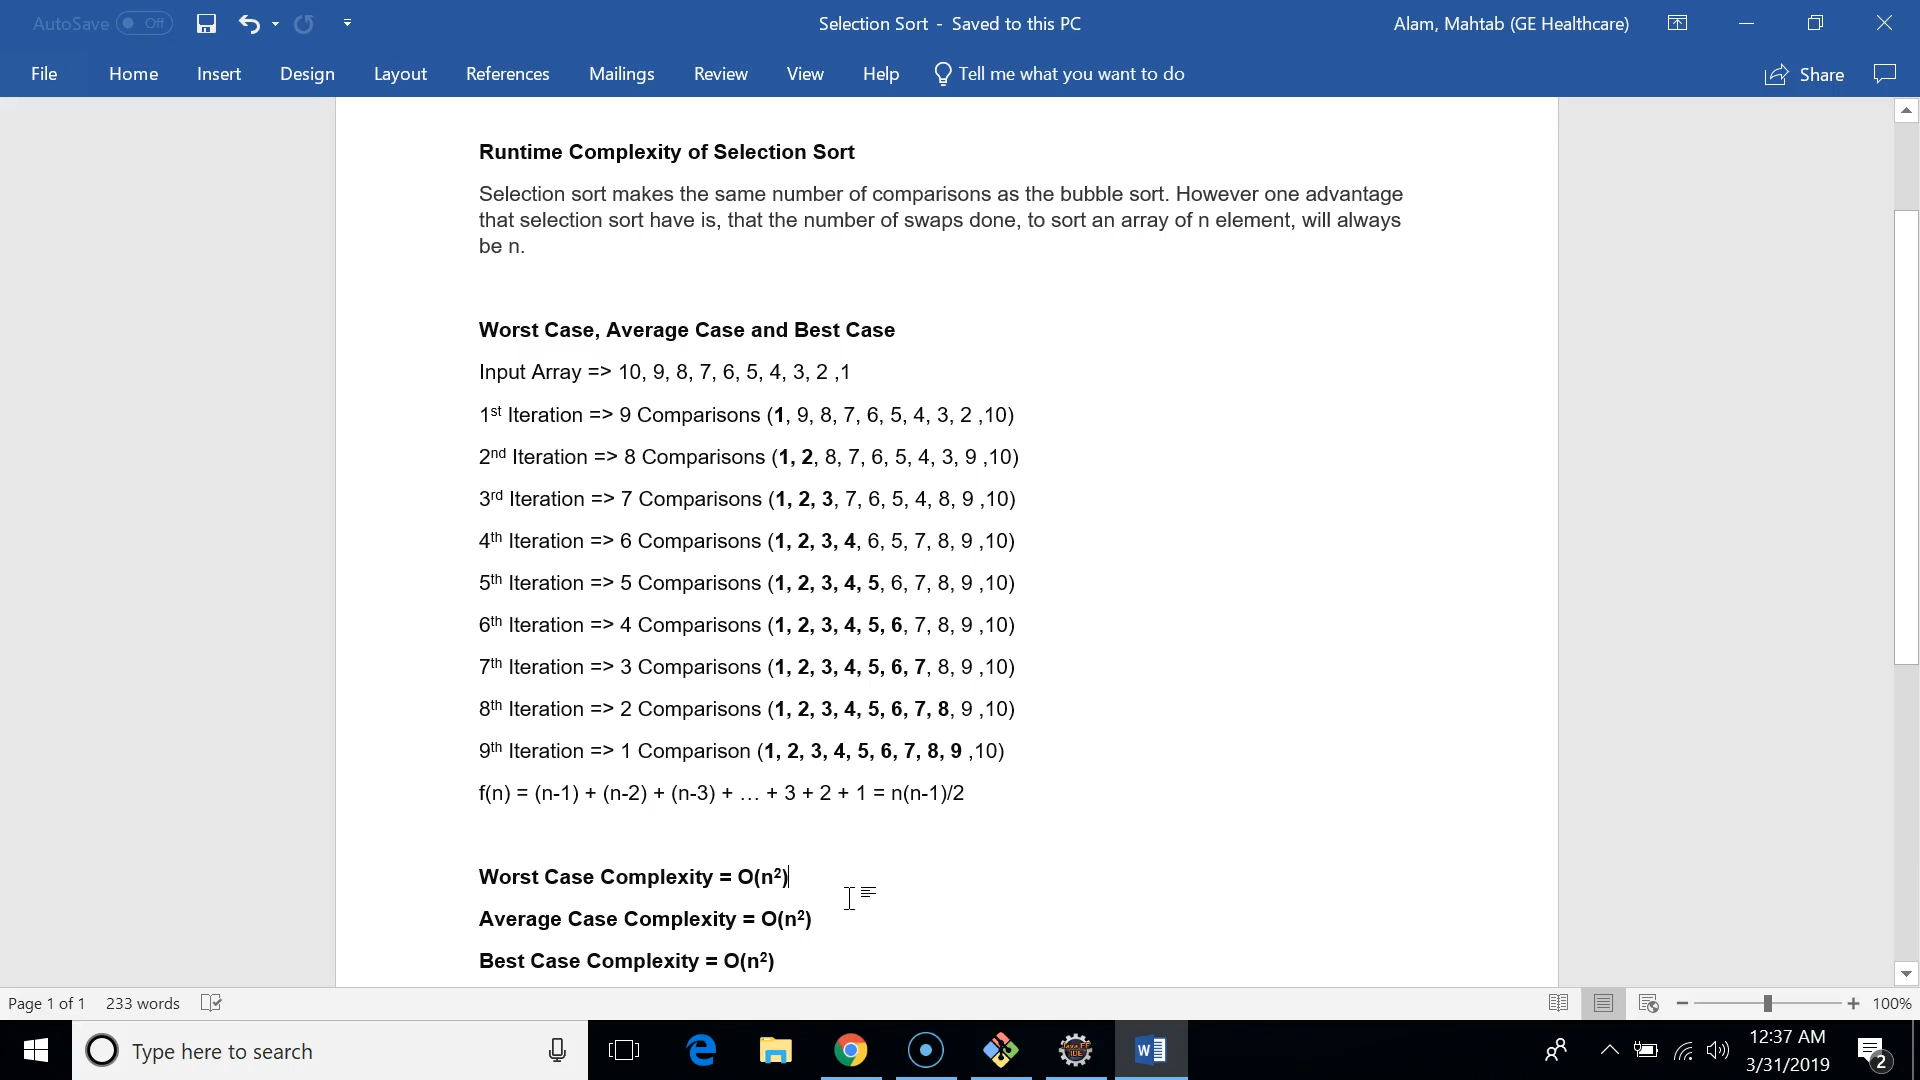 AutoSave Off
Selection Sort - Saved to this PC
Alam, Mahtab (GE Healthcare)
File Home Insert Design Layout References Mailings Review View Help Tell me what you want to do Share
Runtime Complexity of Selection Sort
Selection sort makes the same number of comparisons as the bubble sort. However one advantage
that selection sort have is, that the number of swaps done, to sort an array of n element, will always
be n.
Worst Case, Average Case and Best Case
Input Array => 10, 9, 8, 7, 6, 5, 4, 3, 2 ,1
1st Iteration => 9 Comparisons (1, 9, 8, 7, 6, 5, 4, 3, 2 ,10)
2nd Iteration => 8 Comparisons (1, 2, 8, 7, 6, 5, 4, 3, 9 ,10)
3rd Iteration => 7 Comparisons (1, 2, 3, 7, 6, 5, 4, 8, 9 ,10)
4th Iteration => 6 Comparisons (1, 2, 3, 4, 6, 5, 7, 8, 9 ,10)
5th Iteration => 5 Comparisons (1, 2, 3, 4, 5, 6, 7, 8, 9 ,10)
6th Iteration => 4 Comparisons (1, 2, 3, 4, 5, 6, 7, 8, 9 ,10)
7th Iteration => 3 Comparisons (1, 2, 3, 4, 5, 6, 7, 8, 9 ,10)
8th Iteration => 2 Comparisons (1, 2, 3, 4, 5, 6, 7, 8, 9 ,10)
9th Iteration => 1 Comparison (1, 2, 3, 4, 5, 6, 7, 8, 9 ,10)
f(n) = (n-1) + (n-2) + (n-3) + … + 3 + 2 + 1 = n(n-1)/2
Worst Case Complexity = O(n²)
Average Case Complexity = O(n²)
Best Case Complexity = O(n²)
Page 1 of 1 233 words 100%
Type here to search
12:37 AM
3/31/2019
2